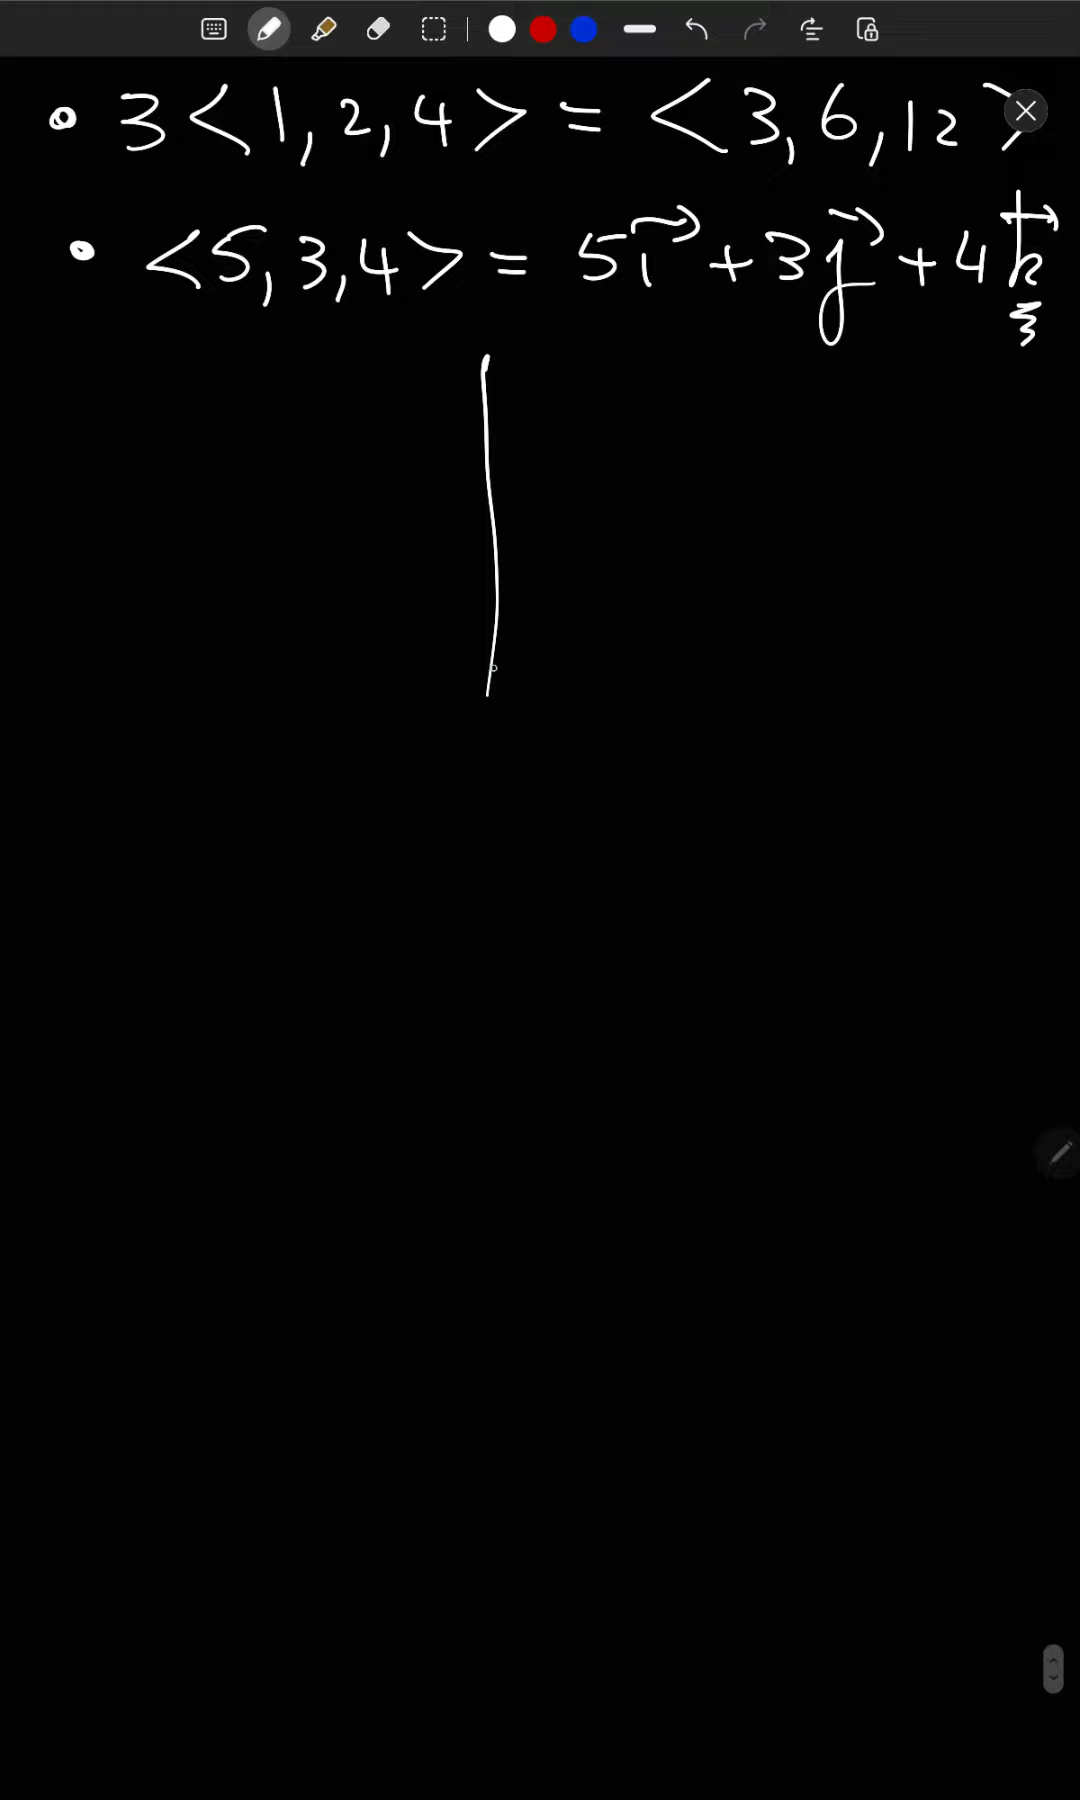 • 3<1,2,4> = <3,6,12>
• <5,3,4> = 5i⃗ + 3j⃗ + 4k⃗